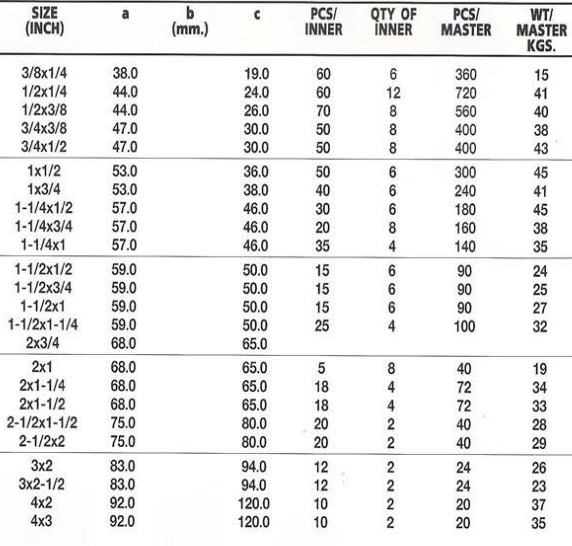 SIZE (INCH) a b (mm.) c PCS/ INNER QTY OF INNER PCS/ MASTER WT/ MASTER KGS.
3/8x1/4 38.0 19.0 60 6 360 15
1/2x1/4 44.0 24.0 60 12 720 41
1/2x3/8 44.0 26.0 70 8 560 40
3/4x3/8 47.0 30.0 50 8 400 38
3/4x1/2 47.0 30.0 50 8 400 43
1x1/2 53.0 36.0 50 6 300 45
1x3/4 53.0 38.0 40 6 240 41
1-1/4x1/2 57.0 46.0 30 6 180 45
1-1/4x3/4 57.0 46.0 20 8 160 38
1-1/4x1 57.0 46.0 35 4 140 35
1-1/2x1/2 59.0 50.0 15 6 90 24
1-1/2x3/4 59.0 50.0 15 6 90 25
1-1/2x1 59.0 50.0 15 6 90 27
1-1/2x1-1/4 59.0 50.0 25 4 100 32
2x3/4 68.0 65.0
2x1 68.0 65.0 5 8 40 19
2x1-1/4 68.0 65.0 18 4 72 34
2x1-1/2 68.0 65.0 18 4 72 33
2-1/2x1-1/2 75.0 80.0 20 2 40 28
2-1/2x2 75.0 80.0 20 2 40 29
3x2 83.0 94.0 12 2 24 26
3x2-1/2 83.0 94.0 12 2 24 23
4x2 92.0 120.0 10 2 20 37
4x3 92.0 120.0 10 2 20 35